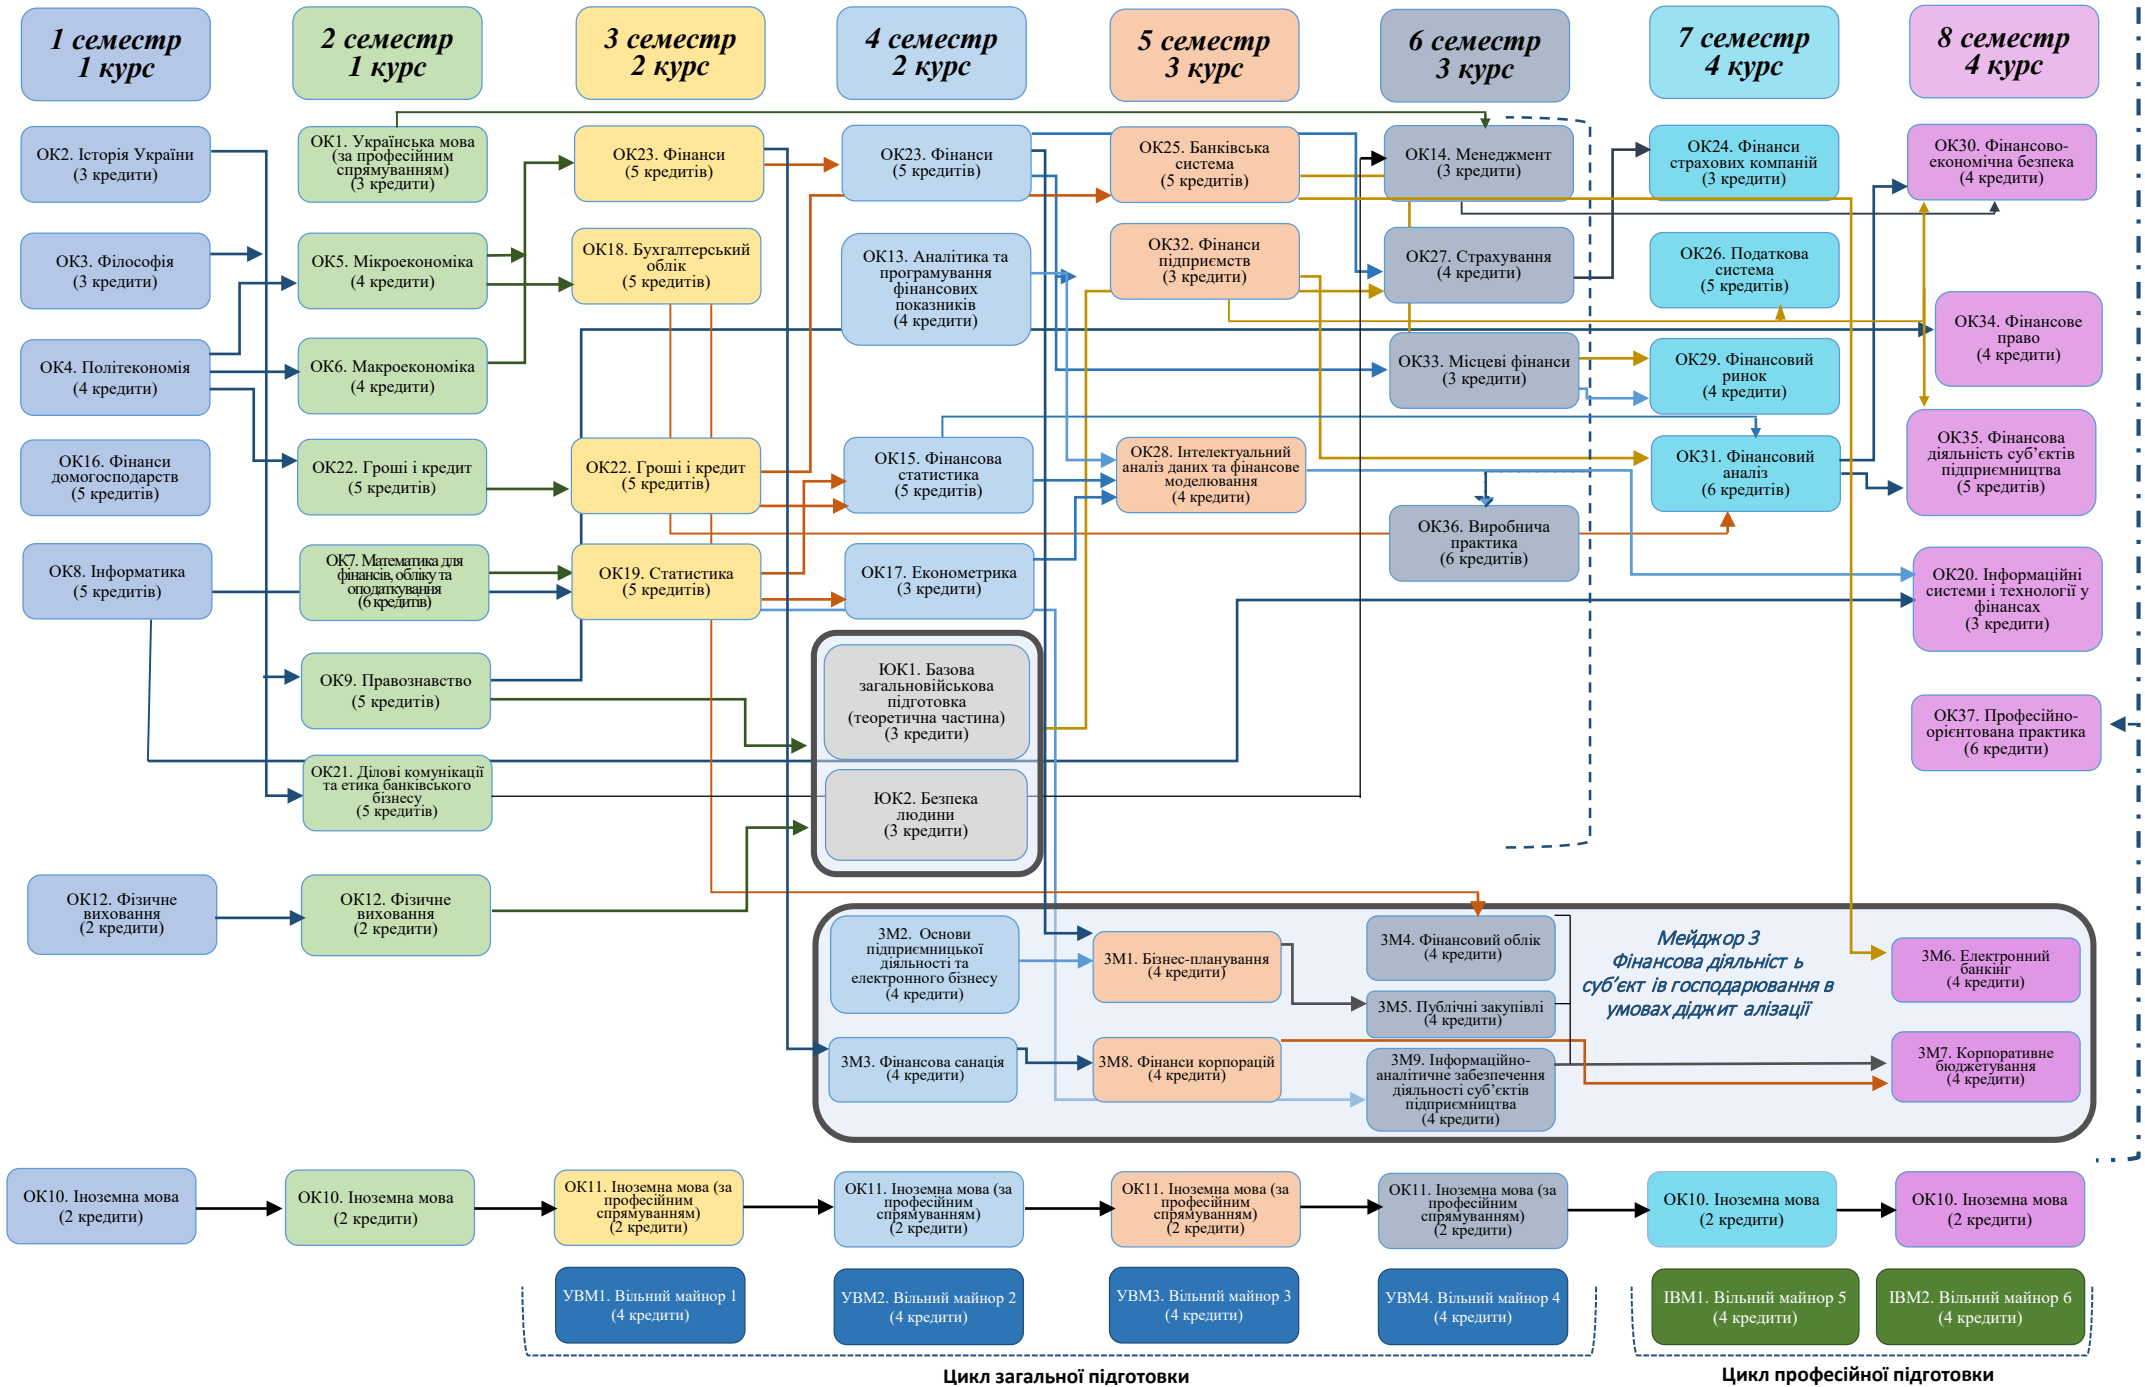 1 семестр
1 курс
2 семестр
1 курс
3 семестр
2 курс
4 семестр
2 курс
5 семестр
3 курс
6 семестр
3 курс
7 семестр
4 курс
8 семестр
4 курс
ОК2. Історія України
(3 кредити)
ОК3. Філософія
(3 кредити)
ОК4. Політекономія
(4 кредити)
ОК16. Фінанси
домогосподарств
(5 кредитів)
ОК8. Інформатика
(5 кредитів)
ОК12. Фізичне
виховання
(2 кредити)
ОК1. Українська мова
(за професійним
спрямуванням)
(3 кредити)
ОК5. Мікроекономіка
(4 кредити)
ОК6. Макроекономіка
(4 кредити)
ОК22. Гроші і кредит
(5 кредитів)
ОК7. Математика для
фінансів, обліку та
оподаткування
(6 кредитів)
ОК9. Правознавство
(5 кредитів)
ОК21. Ділові комунікації
та етика банківського
бізнесу
(5 кредитів)
ОК12. Фізичне
виховання
(2 кредити)
ОК23. Фінанси
(5 кредитів)
ОК18. Бухгалтерський
облік
(5 кредитів)
ОК22. Гроші і кредит
(5 кредитів)
ОК19. Статистика
(5 кредитів)
ОК23. Фінанси
(5 кредитів)
ОК13. Аналітика та
програмування
фінансових
показників
(4 кредити)
ОК15. Фінансова
статистика
(5 кредитів)
ОК17. Економетрика
(3 кредити)
ЮК1. Базова
загальновійськова
підготовка
(теоретична частина)
(3 кредити)
ЮК2. Безпека
людини
(3 кредити)
ОК25. Банківська
система
(5 кредитів)
ОК32. Фінанси
підприємств
(3 кредити)
ОК28. Інтелектуальний
аналіз даних та фінансове
моделювання
(4 кредити)
ОК14. Менеджмент
(3 кредити)
ОК27. Страхування
(4 кредити)
ОК33. Місцеві фінанси
(3 кредити)
ОК36. Виробнича
практика
(6 кредитів)
ОК24. Фінанси
страхових компаній
(3 кредити)
ОК26. Податкова
система
(5 кредитів)
ОК29. Фінансовий
ринок
(4 кредити)
ОК31. Фінансовий
аналіз
(6 кредитів)
ОК30. Фінансово-
економічна безпека
(4 кредити)
ОК34. Фінансове
право
(4 кредити)
ОК35. Фінансова
діяльність суб’єктів
підприємництва
(5 кредитів)
ОК20. Інформаційні
системи і технології у
фінансах
(3 кредити)
ОК37. Професійно-
орієнтована практика
(6 кредити)
3М2. Основи
підприємницької
діяльності та
електронного бізнесу
(4 кредити)
3М3. Фінансова санація
(4 кредити)
3М1. Бізнес-планування
(4 кредити)
3М8. Фінанси корпорацій
(4 кредити)
3М4. Фінансовий облік
(4 кредити)
3М5. Публічні закупівлі
(4 кредити)
3М9. Інформаційно-
аналітичне забезпечення
діяльності суб’єктів
підприємництва
(4 кредити)
Мейджор 3
Фінансова діяльніст ь
суб’єкт ів господарювання в
умовах діджит алізації
3М6. Електронний
банкінг
(4 кредити)
3М7. Корпоративне
бюджетування
(4 кредити)
ОК10. Іноземна мова
(2 кредити)
ОК10. Іноземна мова
(2 кредити)
ОК11. Іноземна мова (за
професійним
спрямуванням)
(2 кредити)
ОК11. Іноземна мова (за
професійним
спрямуванням)
(2 кредити)
ОК11. Іноземна мова (за
професійним
спрямуванням)
(2 кредити)
ОК11. Іноземна мова (за
професійним
спрямуванням)
(2 кредити)
ОК10. Іноземна мова
(2 кредити)
ОК10. Іноземна мова
(2 кредити)
УВМ1. Вільний майнор 1
(4 кредити)
УВМ2. Вільний майнор 2
(4 кредити)
УВМ3. Вільний майнор 3
(4 кредити)
УВМ4. Вільний майнор 4
(4 кредити)
ІВМ1. Вільний майнор 5
(4 кредити)
ІВМ2. Вільний майнор 6
(4 кредити)
Цикл загальної підготовки
Цикл професійної підготовки